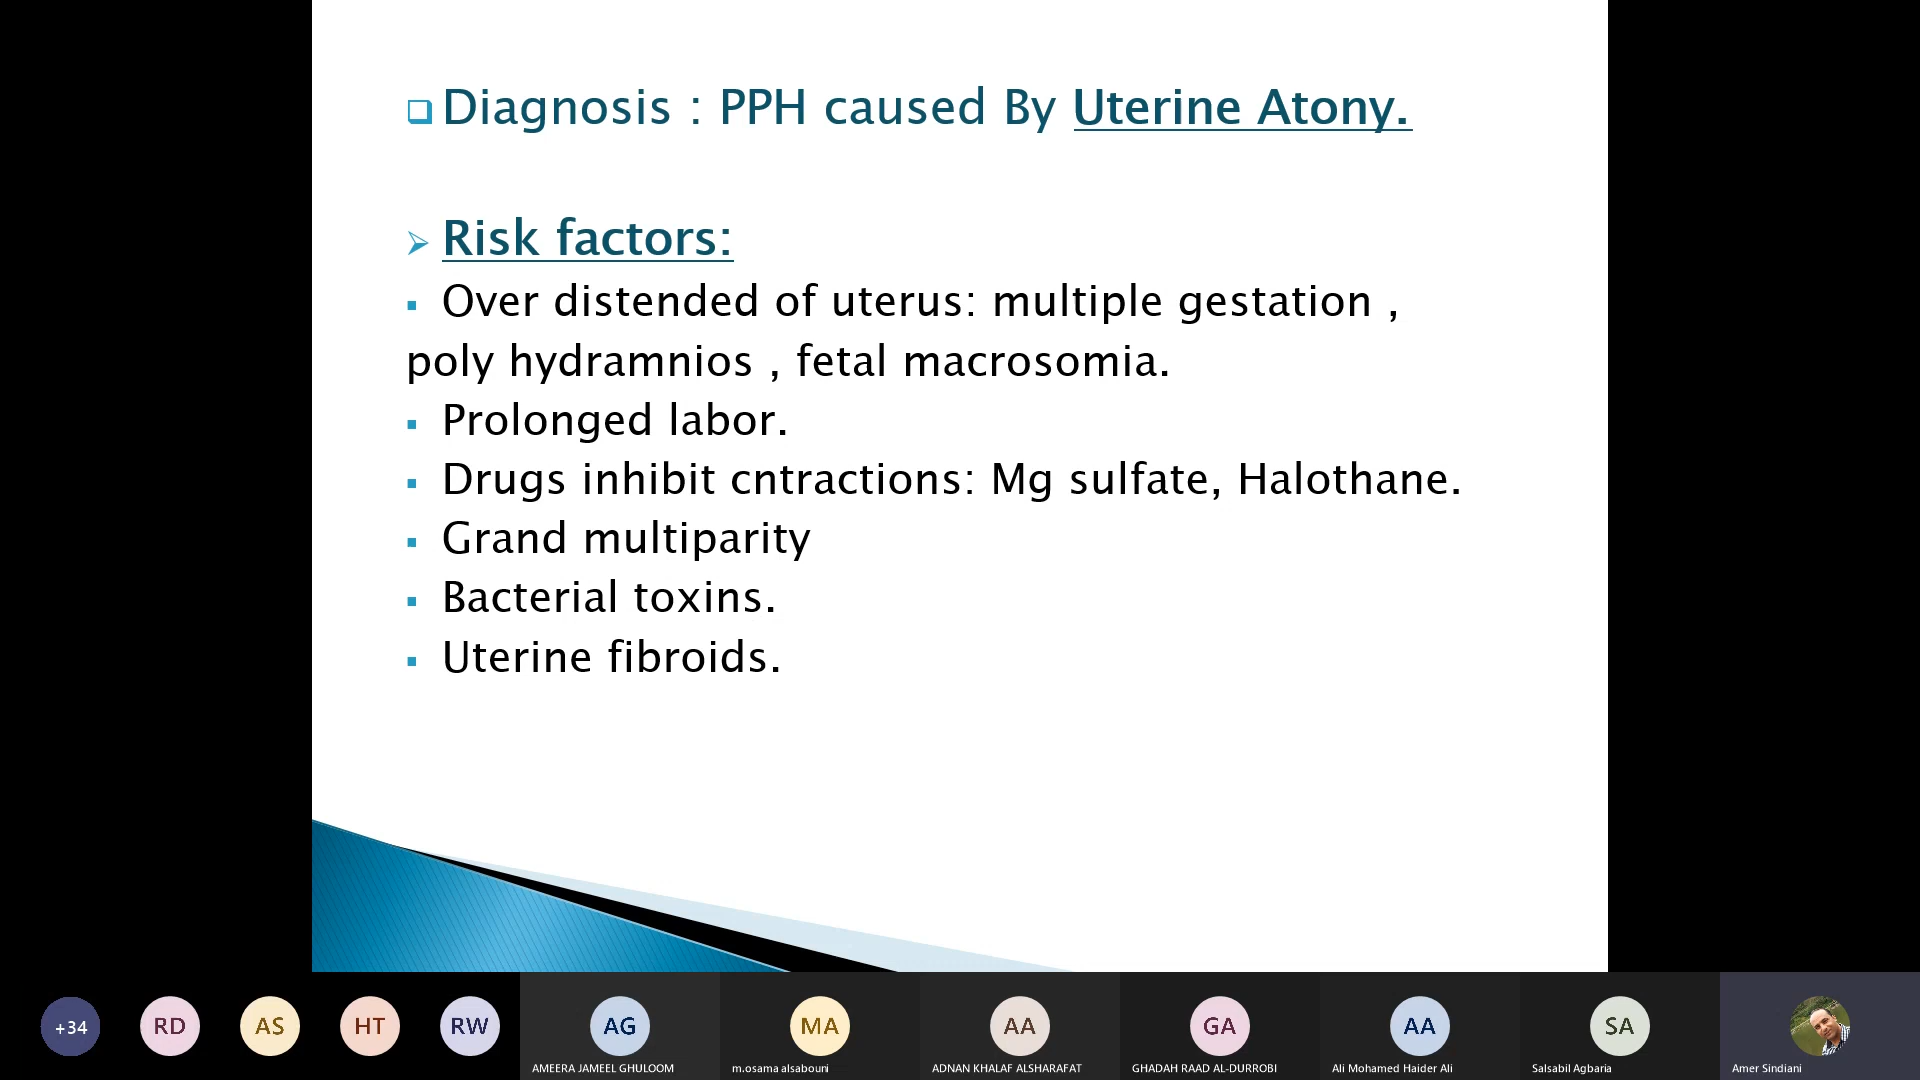 Diagnosis : PPH caused By Uterine Atony.
Risk factors:
Over distended of uterus: multiple gestation ,
poly hydramnios , fetal macrosomia.
Prolonged labor.
Drugs inhibit cntractions: Mg sulfate, Halothane.
Grand multiparity
Bacterial toxins.
Uterine fibroids.
+34
RD
AS
HT
RW
AG
MA
AA
GA
AA
SA
AMEERA JAMEEL GHULOOM
m.osama alsabouni
ADNAN KHALAF ALSHARAFAT
GHADAH RAAD AL-DURROBI
Ali Mohamed Haider Ali
Salsabil Agbaria
Amer Sindiani